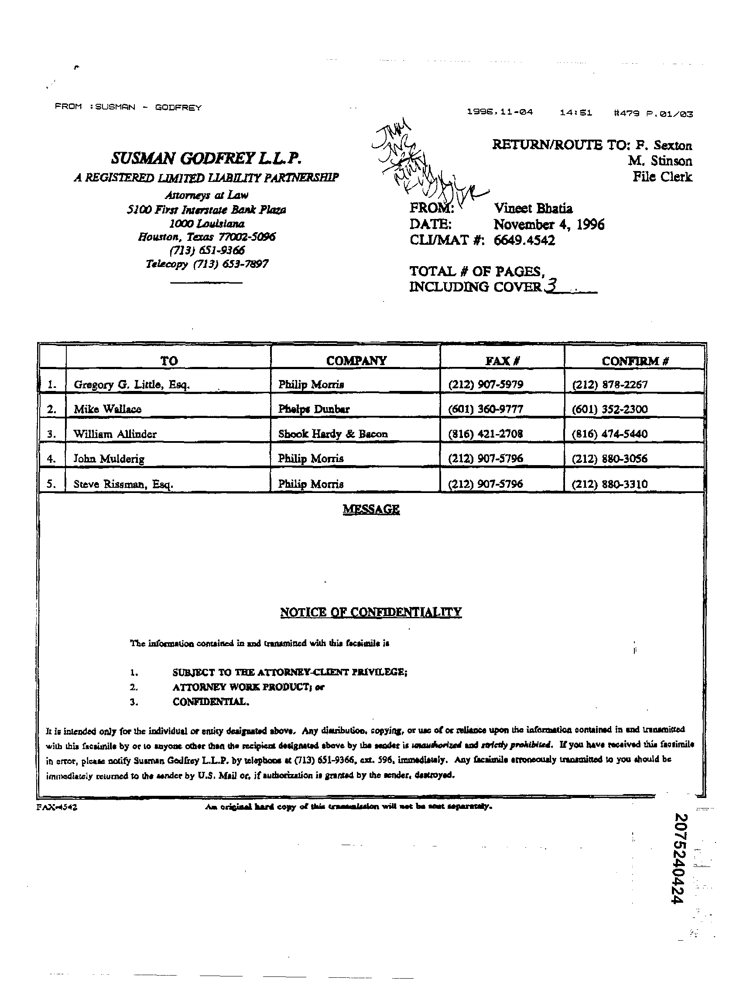 FROM :SUSMAN - GODFREY
1996.11-04 14:51 #479 P.01/03
SUSMAN GODFREY L.L.P.
A REGISTERED LIMITED LIABILITY PARTNERSHIP
Attorneys at Law
5100 First Interstate Bank Plaza
1000 Louisiana
Houston, Texas 77002-5096
(713) 651-9366
Telecopy (713) 653-7897
RETURN/ROUTE TO: F. Sexton
M. Stinson
File Clerk
FROM: Vineet Bhatia
DATE: November 4, 1996
CLI/MAT #: 6649.4542
TOTAL # OF PAGES,
INCLUDING COVER 3
TO COMPANY FAX # CONFIRM #
1. Gregory G. Little, Esq. Philip Morris (212) 907-5979 (212) 878-2267
2. Mike Wallace Phelps Dunbar (601) 360-9777 (601) 352-2300
3. William Allinder Shook Hardy & Bacon (816) 421-2708 (816) 474-5440
4. John Mulderig Philip Morris (212) 907-5796 (212) 880-3056
5. Steve Rissman, Esq. Philip Morris (212) 907-5796 (212) 880-3310
MESSAGE
NOTICE OF CONFIDENTIALITY
The information contained in and transmitted with this facsimile is
1. SUBJECT TO THE ATTORNEY-CLIENT PRIVILEGE;
2. ATTORNEY WORK PRODUCT; or
3. CONFIDENTIAL.
It is intended only for the individual or entity designated above. Any distribution, copying, or use of or reliance upon the information contained in and transmitted
with this facsimile by or to anyone other than the recipient designated above by the sender is unauthorized and strictly prohibited. If you have received this facsimile
in error, please notify Susman Godfrey L.L.P. by telephone at (713) 651-9366, ext. 596, immediately. Any facsimile erroneously transmitted to you should be
immediately returned to the sender by U.S. Mail or, if authorization is granted by the sender, destroyed.
FAX-4542 An original hard copy of this transmission will not be sent separately.
2075240424